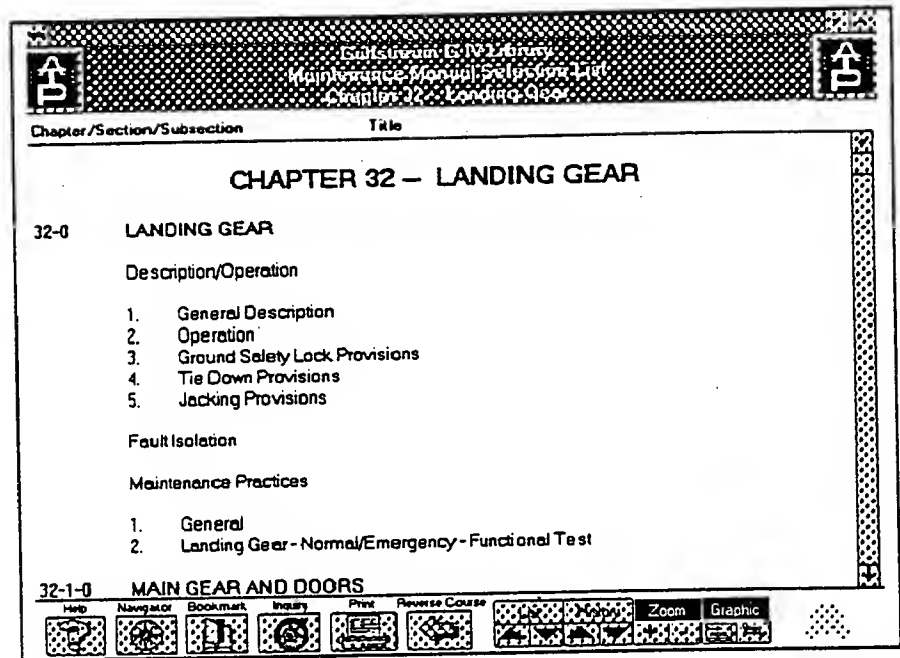 ATP
Gulfstream G-IV Library
ATP
Maintenance Manual Selection List
Chapter 32 - Landing Gear
Chapter/Section/Subsection Title
CHAPTER 32 – LANDING GEAR
32-0 LANDING GEAR
Description/Operation
1. General Description
2. Operation
3. Ground Safety Lock Provisions
4. Tie Down Provisions
5. Jacking Provisions
Fault Isolation
Maintenance Practices
1. General
2. Landing Gear-Normal/Emergency-Functional Test
32-1-0 MAIN GEAR AND DOORS
Help Navigator Bookmark Inquiry Print Reverse Course List History Zoom Graphic